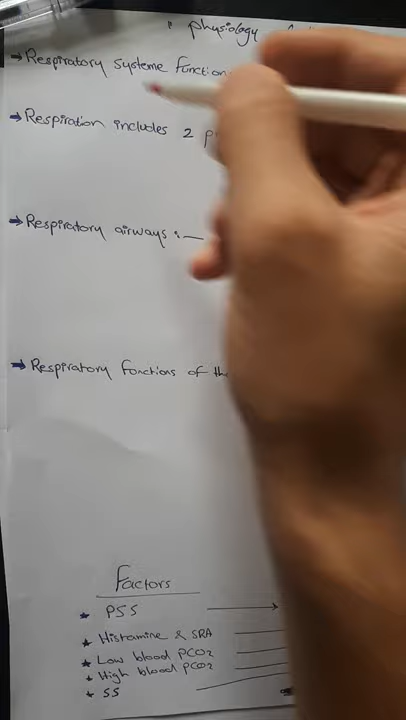 physiology
→ Respiratory systeme function
→ Respiration includes 2 p
→ Respiratory airways :—
→ Respiratory functions of th
Factors
* PSS →
* Histamine & SRA
* Low blood PCO2
* High blood PCO2
* SS